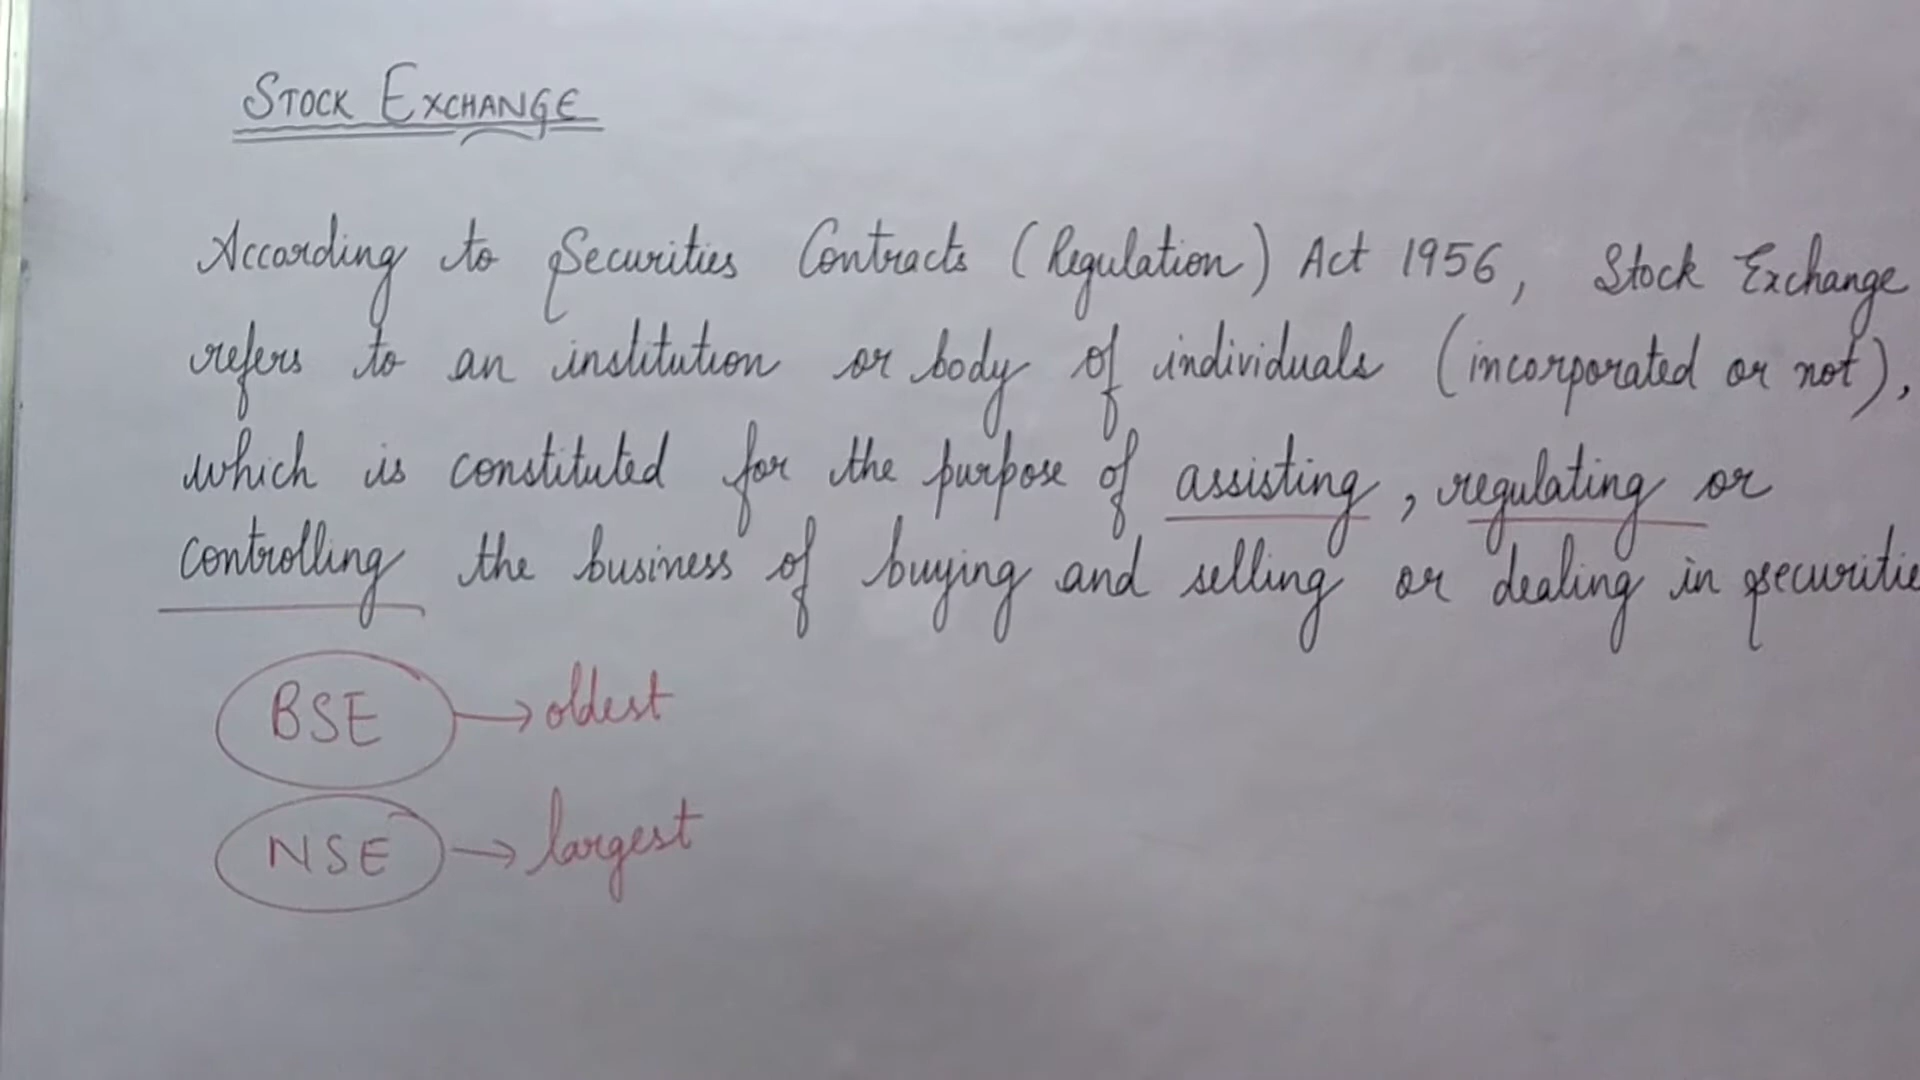 STOCK EXCHANGE
According to Securities Contracts (Regulation) Act 1956, Stock Exchange
refers to an institution or body of individuals (incorporated or not),
which is constituted for the purpose of assisting, regulating or
controlling the business of buying and selling or dealing in securitie
BSE → oldest
NSE → largest